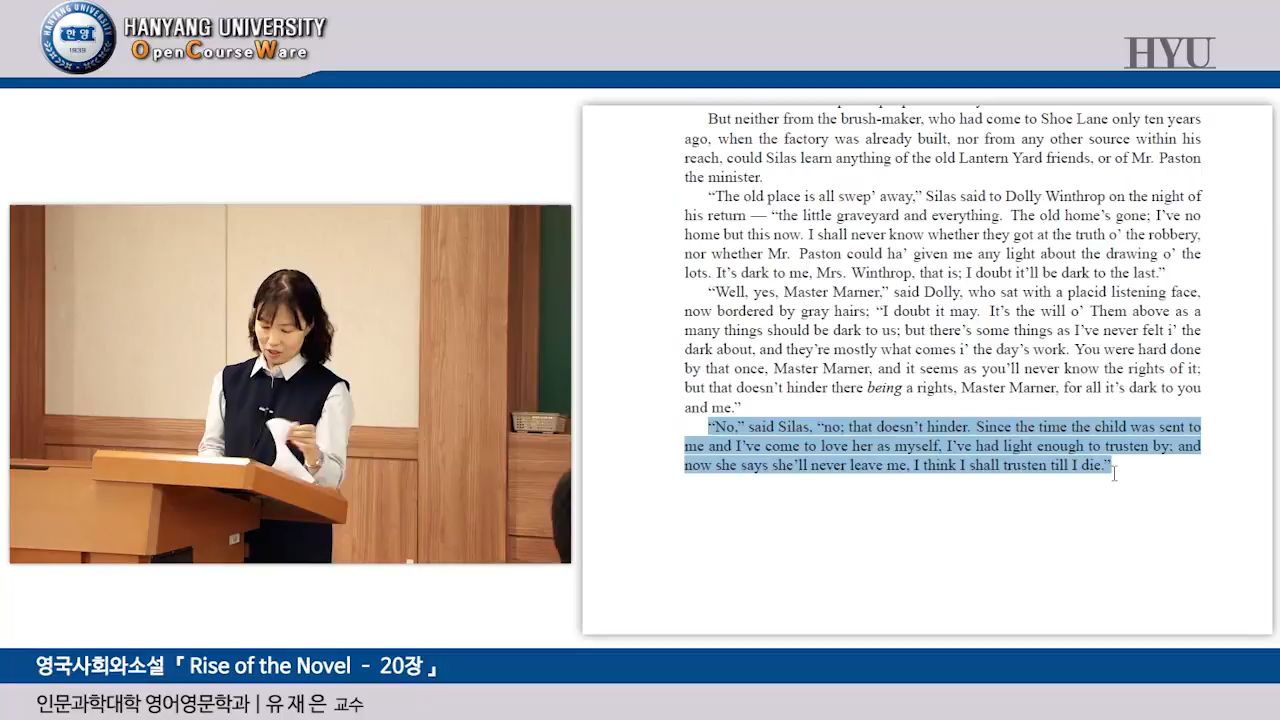 HANYANG UNIVERSITY
OpenCourseWare
HANYANG UNIVERSITY
한양
1939
HYU
But neither from the brush-maker, who had come to Shoe Lane only ten years
ago, when the factory was already built, nor from any other source within his
reach, could Silas learn anything of the old Lantern Yard friends, or of Mr. Paston
the minister.
“The old place is all swep’ away,” Silas said to Dolly Winthrop on the night of
his return — “the little graveyard and everything. The old home’s gone; I’ve no
home but this now. I shall never know whether they got at the truth o’ the robbery,
nor whether Mr. Paston could ha’ given me any light about the drawing o’ the
lots. It’s dark to me, Mrs. Winthrop, that is; I doubt it’ll be dark to the last.”
“Well, yes, Master Marner,” said Dolly, who sat with a placid listening face,
now bordered by gray hairs; “I doubt it may. It’s the will o’ Them above as a
many things should be dark to us; but there’s some things as I’ve never felt i’ the
dark about, and they’re mostly what comes i’ the day’s work. You were hard done
by that once, Master Marner, and it seems as you’ll never know the rights of it;
but that doesn’t hinder there being a rights, Master Marner, for all it’s dark to you
and me.”
“No,” said Silas, “no; that doesn’t hinder. Since the time the child was sent to
me and I’ve come to love her as myself, I’ve had light enough to trusten by; and
now she says she’ll never leave me, I think I shall trusten till I die.”
영국사회와소설 「 Rise of the Novel - 20장 」
인문과학대학 영어영문학과 | 유 재 은 교수